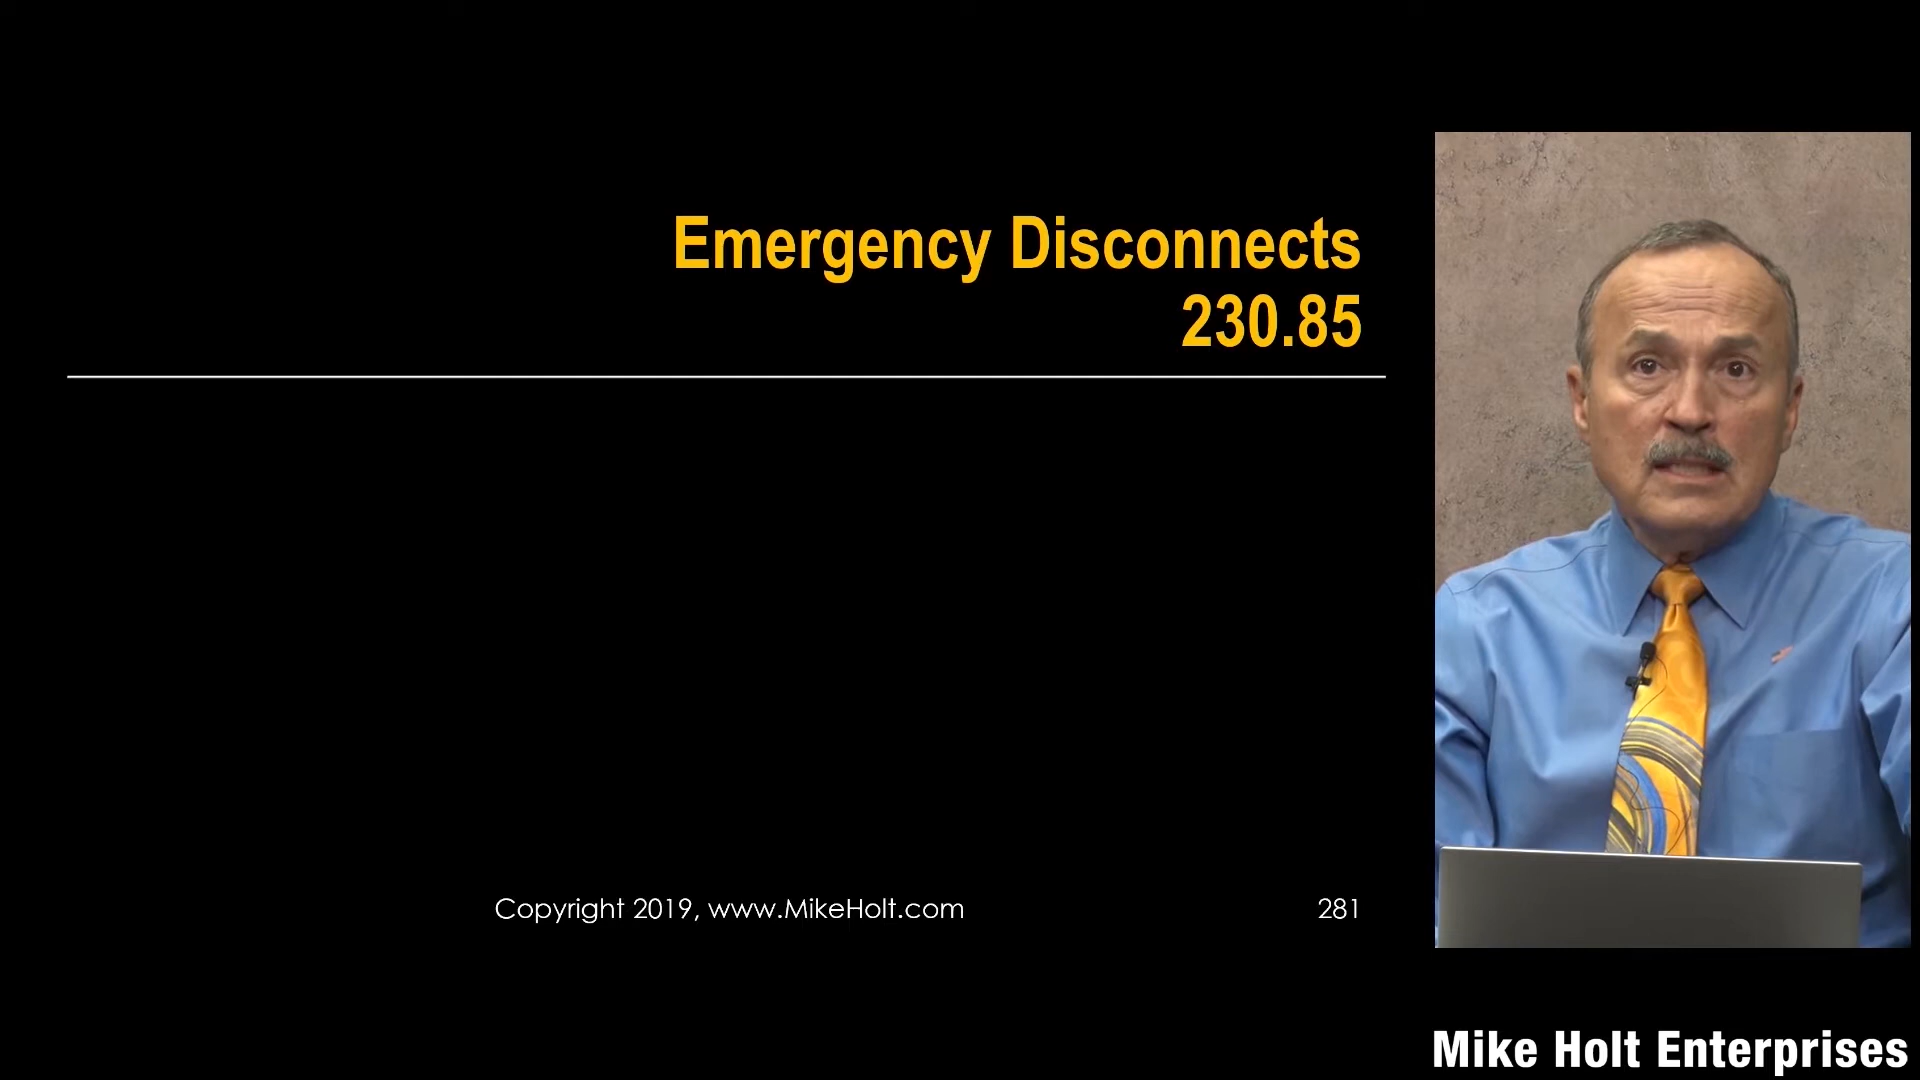 Emergency Disconnects
230.85
Copyright 2019, www.MikeHolt.com
281
Mike Holt Enterprises